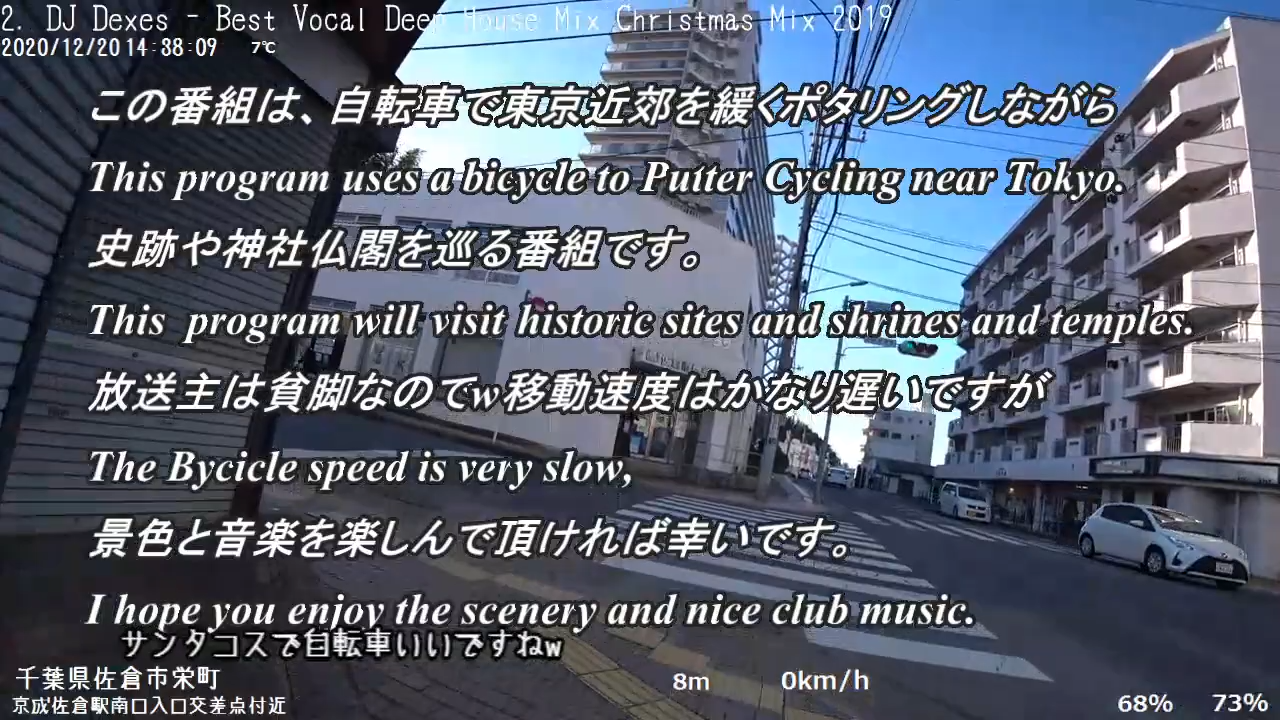 2. DJ Dexes - Best Vocal Deep House Mix Christmas Mix 2019
2020/12/20 14:38:09 7℃
この番組は、自転車で東京近郊を緩くポタリングしながら
This program uses a bicycle to Putter Cycling near Tokyo.
史跡や神社仏閣を巡る番組です。
This program will visit historic sites and shrines and temples.
放送主は貧脚なのでw移動速度はかなり遅いですが
The Bycicle speed is very slow,
景色と音楽を楽しんで頂ければ幸いです。
I hope you enjoy the scenery and nice club music.
サンタコスで自転車いいですねw
千葉県佐倉市栄町
8m 0km/h
京成佐倉駅南口入口交差点付近
68% 73%